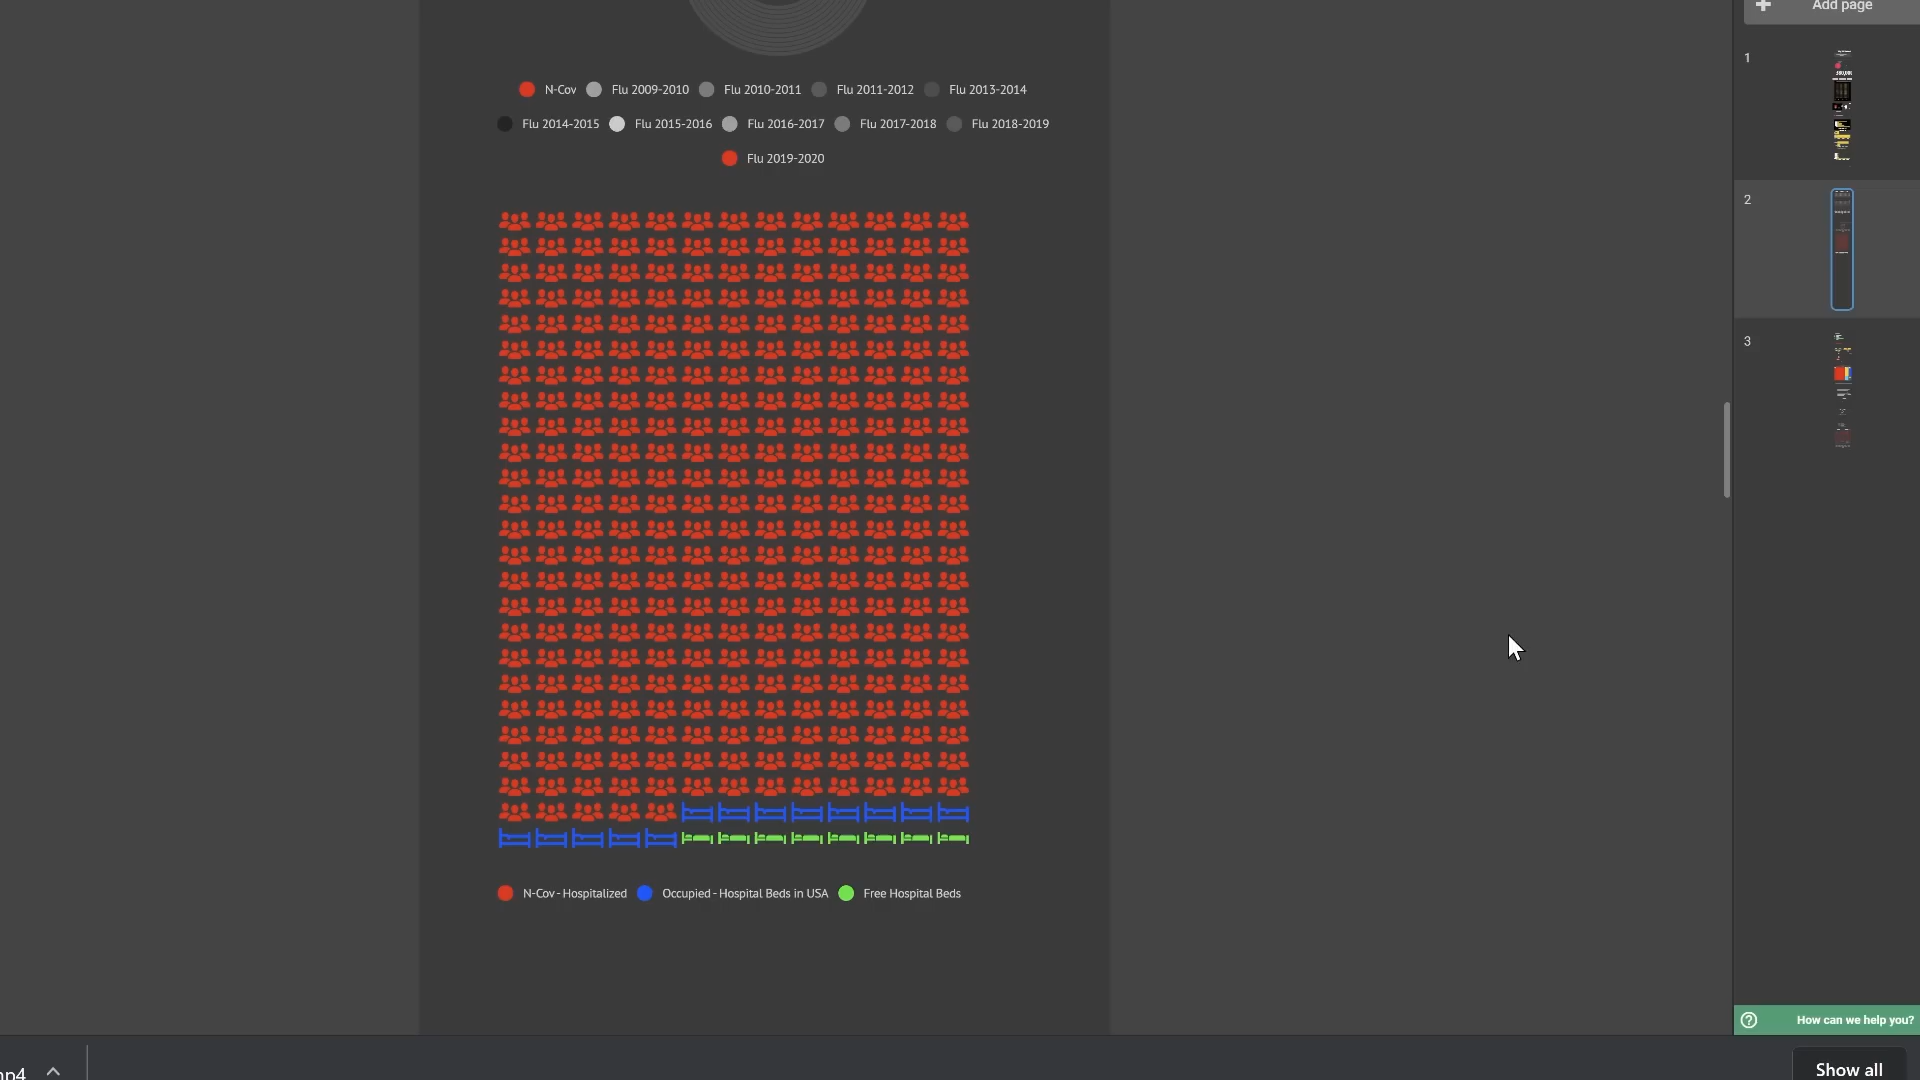 Add page
1
N-Cov Flu 2009-2010 Flu 2010-2011 Flu 2011-2012 Flu 2013-2014
Flu 2014-2015 Flu 2015-2016 Flu 2016-2017 Flu 2017-2018 Flu 2018-2019
Flu 2019-2020
2
3
N-Cov - Hospitalized Occupied - Hospital Beds in USA Free Hospital Beds
How can we help you?
Show all